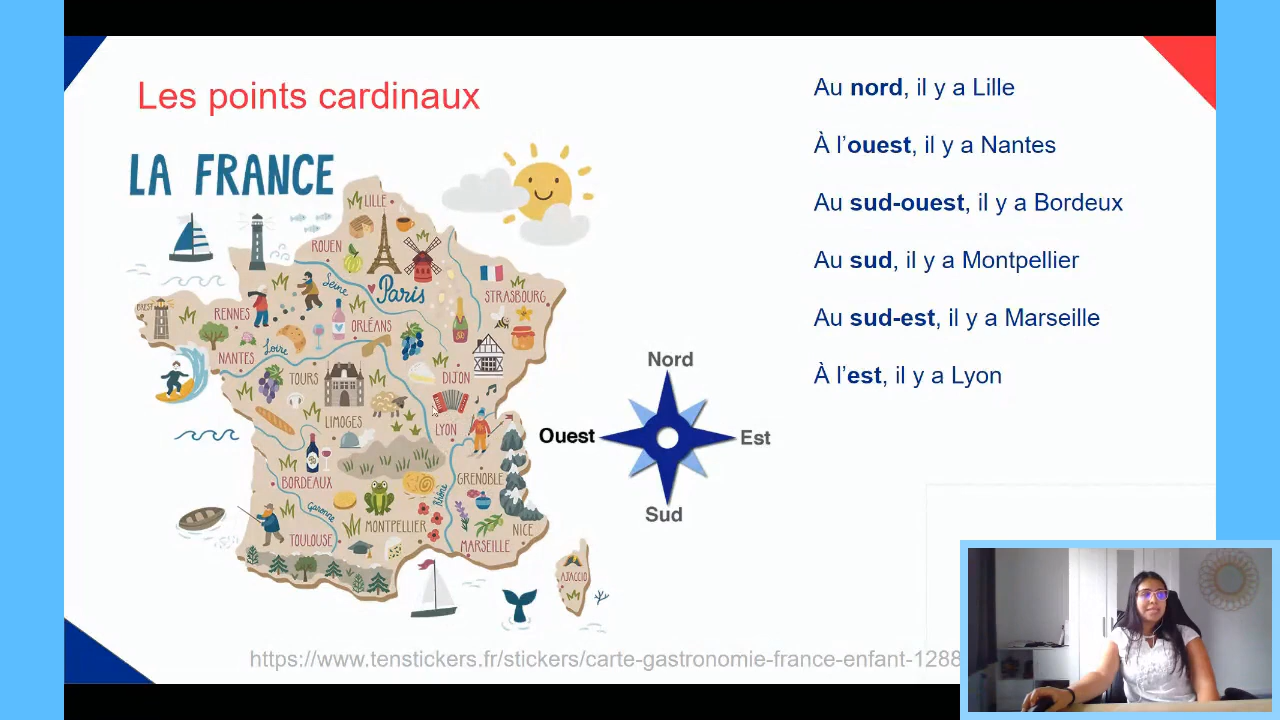 Les points cardinaux
LA FRANCE
LILLE
ROUEN
Seine
Paris
STRASBOURG
BREST
RENNES
ORLÉANS
NANTES
Loire
TOURS
DIJON
LIMOGES
LYON
BORDEAUX
GRENOBLE
Garonne
Rhône
MONTPELLIER
NICE
TOULOUSE
MARSEILLE
AJACCIO
Nord
Ouest
Est
Sud
Au nord, il y a Lille
À l’ouest, il y a Nantes
Au sud-ouest, il y a Bordeux
Au sud, il y a Montpellier
Au sud-est, il y a Marseille
À l’est, il y a Lyon
https://www.tenstickers.fr/stickers/carte-gastronomie-france-enfant-1288